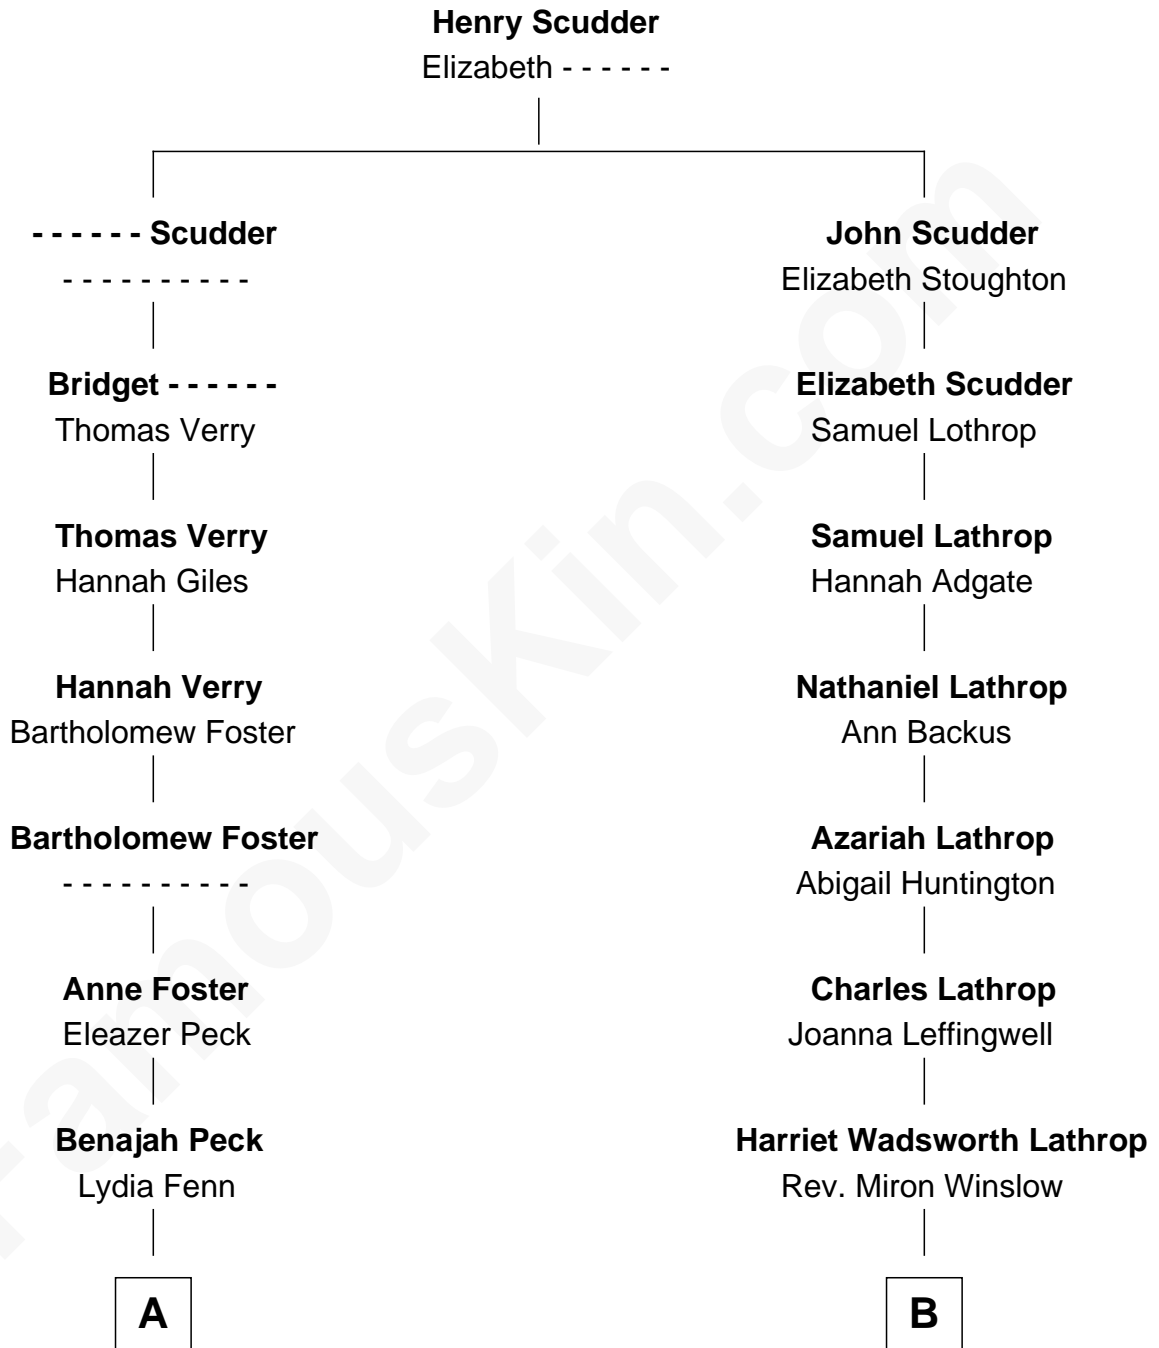 Henry Scudder
Elizabeth - - - - - -
- - - - - - Scudder
- - - - - - - - - -
John Scudder
Elizabeth Stoughton
Bridget - - - - - -
Thomas Verry
Elizabeth Scudder
Samuel Lothrop
Thomas Verry
Hannah Giles
Samuel Lathrop
Hannah Adgate
Hannah Verry
Bartholomew Foster
Nathaniel Lathrop
Ann Backus
Bartholomew Foster
- - - - - - - - - -
Azariah Lathrop
Abigail Huntington
Anne Foster
Eleazer Peck
Charles Lathrop
Joanna Leffingwell
Benajah Peck
Lydia Fenn
Harriet Wadsworth Lathrop
Rev. Miron Winslow
A
B
FamousKin.com